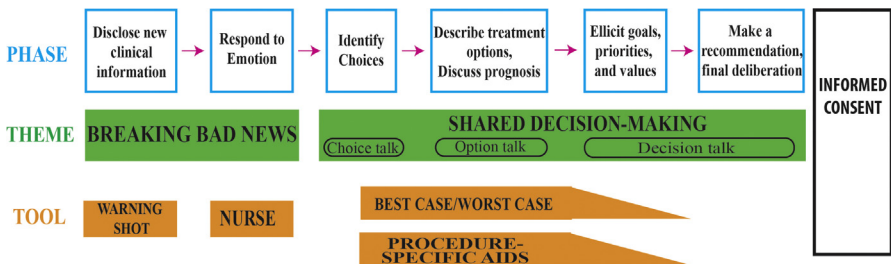 PHASE
Disclose new
clinical
information
Respond to
Emotion
Identify
Choices
Describe treatment
options,
Discuss prognosis
Ellicit goals,
priorities,
and values
Make a
recommendation,
final deliberation
INFORMED
CONSENT
THEME
BREAKING BAD NEWS
SHARED DECISION-MAKING
Choice talk
Option talk
Decision talk
TOOL
WARNING
SHOT
NURSE
BEST CASE/WORST CASE
PROCEDURE-
SPECIFIC AIDS